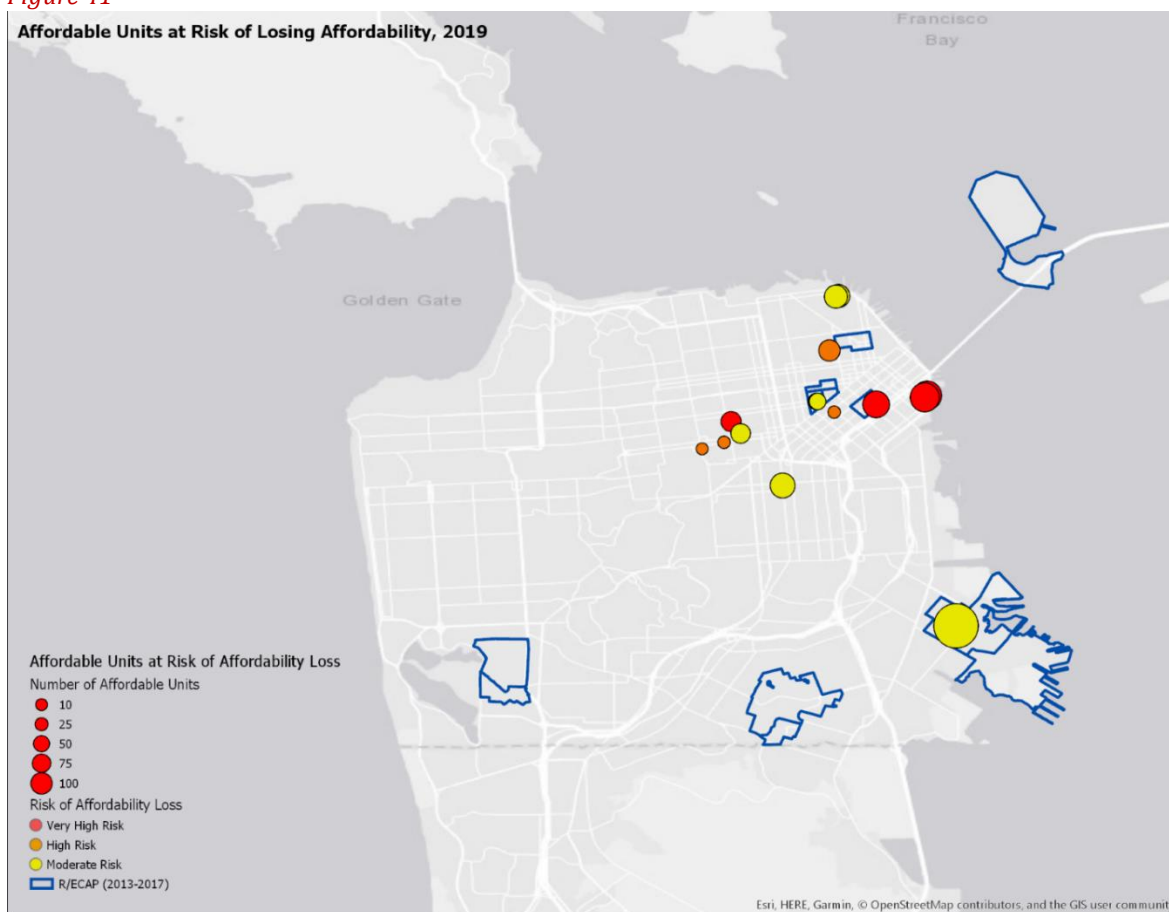 Figure 41
Affordable Units at Risk of Losing Affordability, 2019
Francisco
Bay
Golden Gate
Affordable Units at Risk of Affordability Loss
Number of Affordable Units
10
25
50
75
100
Risk of Affordability Loss
Very High Risk
High Risk
Moderate Risk
R/ECAP (2013-2017)
Esri, HERE, Garmin, © OpenStreetMap contributors, and the GIS user communit